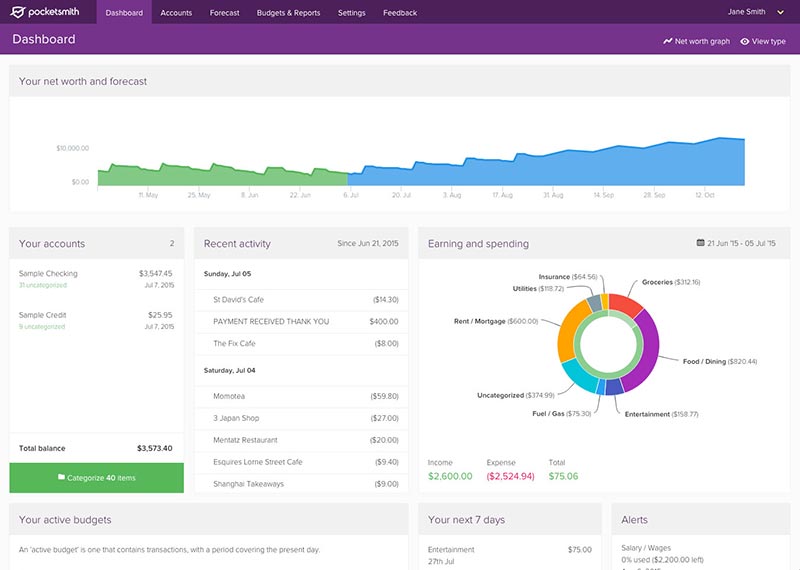 pocketsmith
Dashboard
Accounts
Forecast
Budgets & Reports
Settings
Feedback
Jane Smith
Dashboard
Net worth graph
View type
Your net worth and forecast
$10,000.00
$0.00
11. May
25. May
8. Jun
22. Jun
6. Jul
20. Jul
3. Aug
17. Aug
31. Aug
14. Sep
28. Sep
12. Oct
Your accounts 2
Sample Checking $3,547.45
31 uncategorized Jul 7, 2015
Sample Credit $25.95
9 uncategorized Jul 7, 2015
Total balance $3,573.40
Categorize 40 items
Recent activity Since Jun 21, 2015
Sunday, Jul 05
St David's Cafe ($14.30)
PAYMENT RECEIVED THANK YOU $400.00
The Fix Cafe ($8.00)
Saturday, Jul 04
Momotea ($59.80)
3 Japan Shop ($27.00)
Mentatz Restaurant ($20.00)
Esquires Lorne Street Cafe ($9.40)
Shanghai Takeaways ($9.00)
Earning and spending 21 Jun '15 - 05 Jul '15
Insurance ($64.56)
Utilities ($118.72)
Groceries ($312.16)
Rent / Mortgage ($600.00)
Food / Dining ($820.44)
Uncategorized ($374.99)
Fuel / Gas ($75.30)
Entertainment ($158.77)
Income Expense Total
$2,600.00 ($2,524.94) $75.06
Your active budgets
An 'active budget' is one that contains transactions, with a period covering the present day.
Your next 7 days
Entertainment $75.00
27th Jul
Alerts
Salary / Wages
0% used ($2,200.00 left)